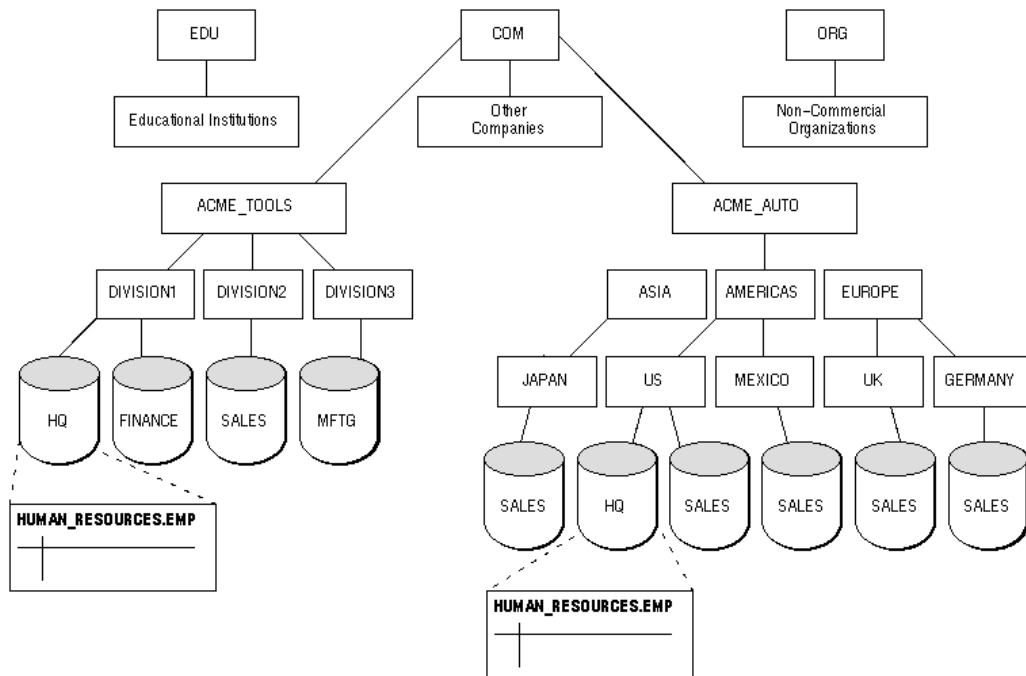 EDU
COM
ORG
Educational Institutions
Other
Companies
Non-Commercial
Organizations
ACME_TOOLS
ACME_AUTO
DIVISION1
DIVISION2
DIVISION3
ASIA
AMERICAS
EUROPE
JAPAN
US
MEXICO
UK
GERMANY
HQ
FINANCE
SALES
MFTG
SALES
HQ
SALES
SALES
SALES
SALES
HUMAN_RESOURCES.EMP
HUMAN_RESOURCES.EMP